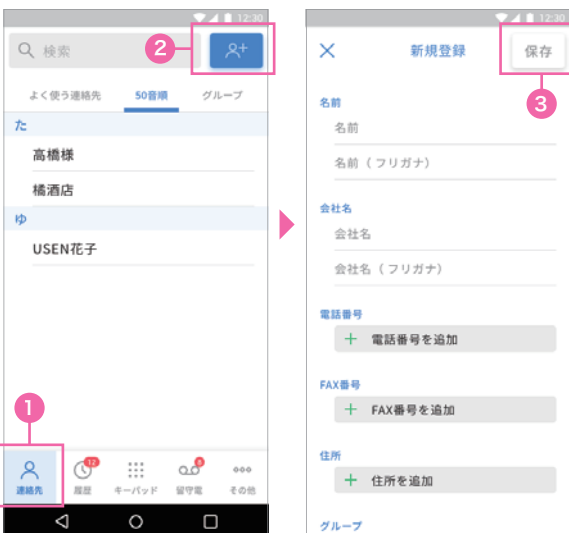 12:30
検索
2
よく使う連絡先 50音順 グループ
た
高橋様
橘酒店
ゆ
USEN花子
1
12
8
連絡先 履歴 キーパッド 留守電 その他
12:30
新規登録 保存
3
名前
名前
名前（フリガナ）
会社名
会社名
会社名（フリガナ）
電話番号
+ 電話番号を追加
FAX番号
+ FAX番号を追加
住所
+ 住所を追加
グループ